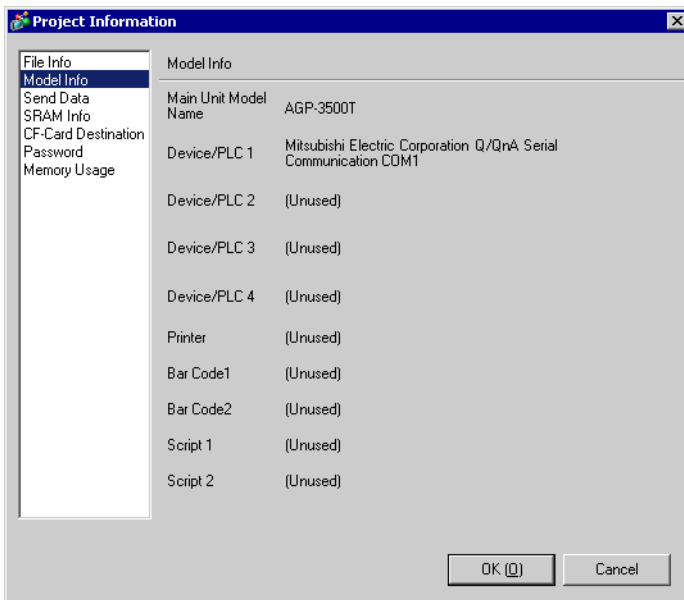 Project Information
File Info
Model Info
Send Data
SRAM Info
CF-Card Destination
Password
Memory Usage
Model Info
Main Unit Model
Name
AGP-3500T
Device/PLC 1
Mitsubishi Electric Corporation Q/QnA Serial
Communication COM1
Device/PLC 2 (Unused)
Device/PLC 3 (Unused)
Device/PLC 4 (Unused)
Printer (Unused)
Bar Code1 (Unused)
Bar Code2 (Unused)
Script 1 (Unused)
Script 2 (Unused)
OK (O) Cancel